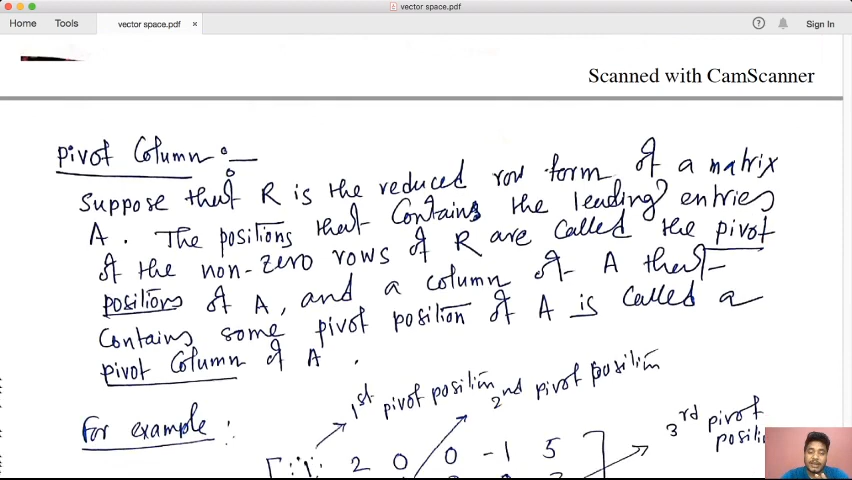 vector space.pdf
Home Tools vector space.pdf × Sign In
Scanned with CamScanner
Pivot Column :-
Suppose that R is the reduced row form of a matrix
A. The positions that contains the leading entries
of the non-zero rows of R are called the pivot
positions of A, and a column of A that
contains some pivot position of A is called a
pivot column of A.
1st pivot position 2nd pivot position
For example : 3rd pivot
positi
2 0 0 -1 5